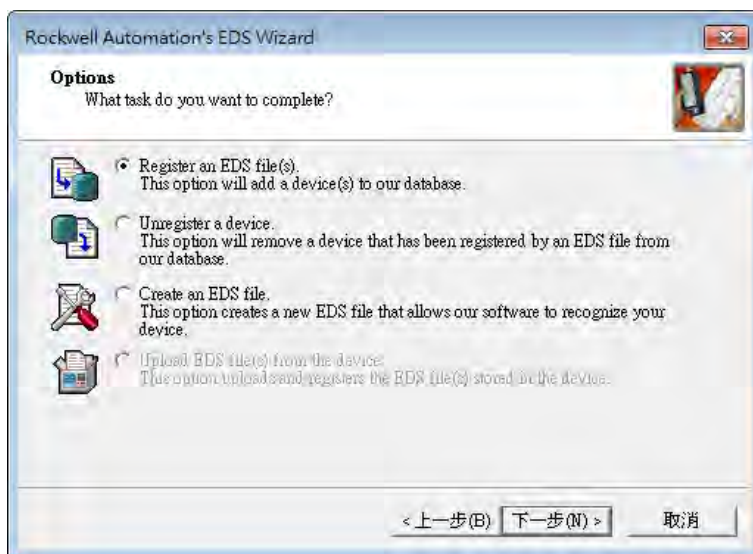 Rockwell Automation's EDS Wizard
Options
What task do you want to complete?
Register an EDS file(s).
This option will add a device(s) to our database.
Unregister a device.
This option will remove a device that has been registered by an EDS file from
our database.
Create an EDS file.
This option creates a new EDS file that allows our software to recognize your
device.
Upload EDS file(s) from the device.
This option uploads and registers the EDS file(s) stored in the device.
< 上一步(B) 下一步(N) > 取消